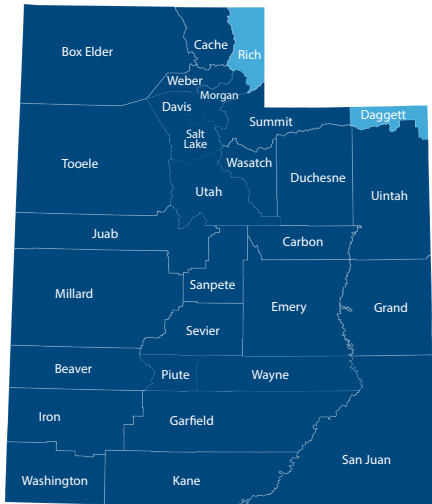 Cache
Box Elder
Rich
Weber
Morgan
Davis
Daggett
Summit
Salt
Lake
Tooele
Wasatch
Duchesne
Utah
Uintah
Juab
Carbon
Sanpete
Millard
Emery
Grand
Sevier
Beaver
Piute
Wayne
Iron
Garfield
San Juan
Washington
Kane